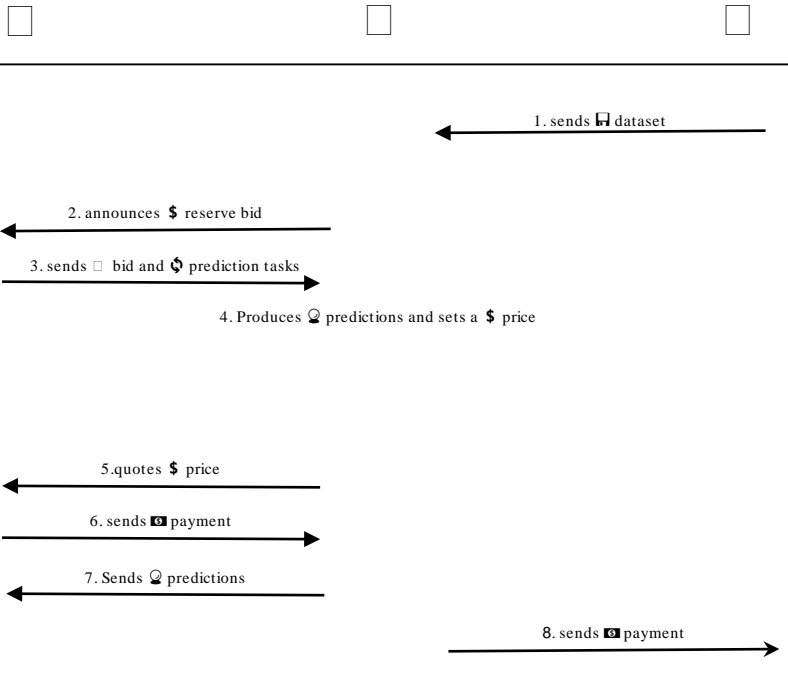 1. sends 🖫 dataset
2. announces $ reserve bid
3. sends □ bid and 🗘 prediction tasks
4. Produces 🔮 predictions and sets a $ price
5.quotes $ price
6. sends 💵 payment
7. Sends 🔮 predictions
8. sends 💵 payment